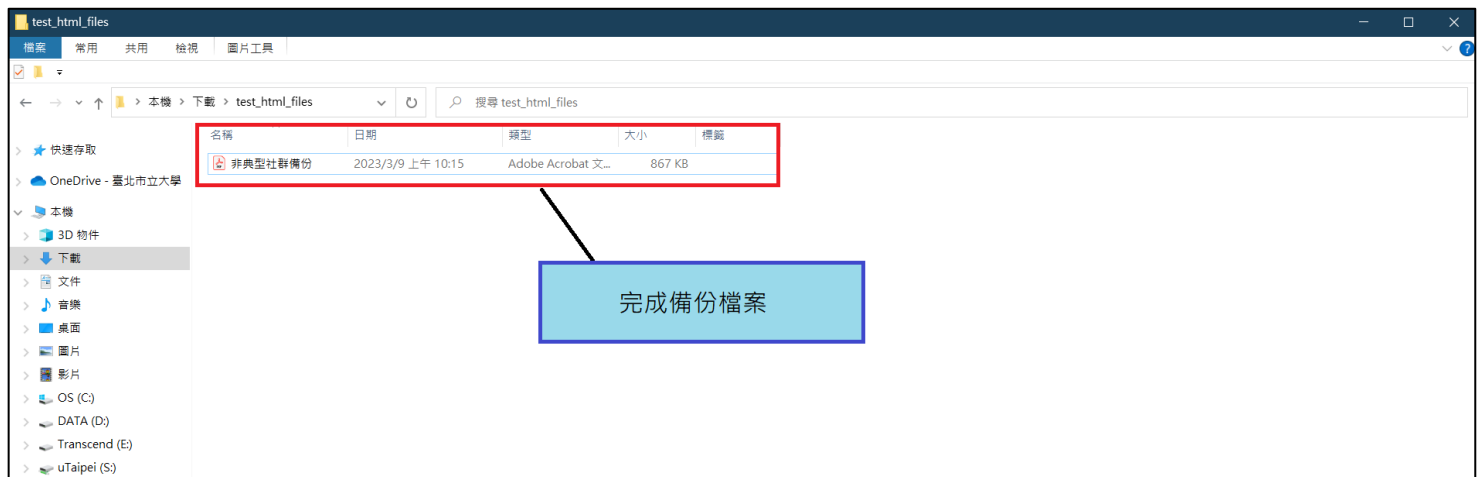 test_html_files
檔案 常用 共用 檢視 圖片工具
本機 > 下載 > test_html_files 搜尋 test_html_files
名稱 日期 類型 大小 標籤
非典型社群備份 2023/3/9 上午 10:15 Adobe Acrobat 文... 867 KB
快速存取
OneDrive - 臺北市立大學
本機
3D 物件
下載
文件
音樂
桌面
圖片
影片
OS (C:)
DATA (D:)
Transcend (E:)
uTaipei (S:)
完成備份檔案